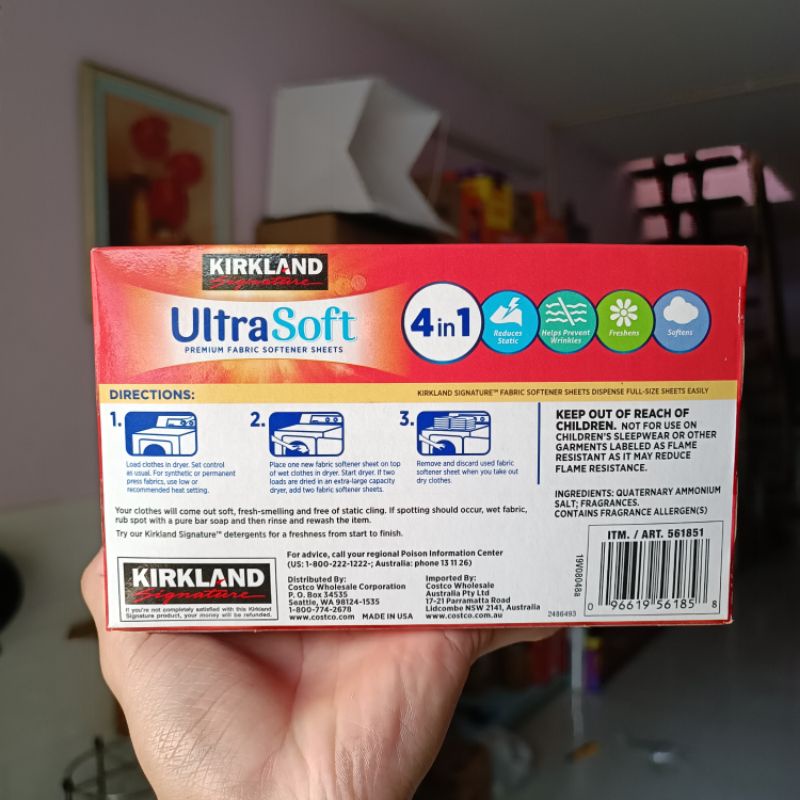 KIRKLAND
Signature
UltraSoft
PREMIUM FABRIC SOFTENER SHEETS
4in1
Reduces
Static
Helps Prevent
Wrinkles
Freshens
Softens
DIRECTIONS:
KIRKLAND SIGNATURE™ FABRIC SOFTENER SHEETS DISPENSE FULL-SIZE SHEETS EASILY
1.
Load clothes in dryer. Set control
as usual. For synthetic or permanent
press fabrics, use low or
recommended heat setting.
2.
Place one new fabric softener sheet on top
of wet clothes in dryer. Start dryer. If two
loads are dried in an extra-large capacity
dryer, add two fabric softener sheets.
3.
Remove and discard used fabric
softener sheet when you take out
dry clothes.
Your clothes will come out soft, fresh-smelling and free of static cling. If spotting should occur, wet fabric,
rub spot with a pure bar soap and then rinse and rewash the item.
Try our Kirkland Signature™ detergents for a freshness from start to finish.
KEEP OUT OF REACH OF
CHILDREN. NOT FOR USE ON
CHILDREN'S SLEEPWEAR OR OTHER
GARMENTS LABELED AS FLAME
RESISTANT AS IT MAY REDUCE
FLAME RESISTANCE.
INGREDIENTS: QUATERNARY AMMONIUM
SALT; FRAGRANCES.
CONTAINS FRAGRANCE ALLERGEN(S)
KIRKLAND
Signature
If you're not completely satisfied with this Kirkland
Signature product, your money will be refunded.
For advice, call your regional Poison Information Center
(US: 1-800-222-1222-; Australia: phone 13 11 26)
Distributed By:
Costco Wholesale Corporation
P. O. Box 34535
Seattle, WA 98124-1535
1-800-774-2678
www.costco.com MADE IN USA
Imported By:
Costco Wholesale
Australia Pty Ltd
17-21 Parramatta Road
Lidcombe NSW 2141, Australia
www.costco.com.au
2486493
19V08048a
ITM. / ART. 561851
0 96619 56185 8